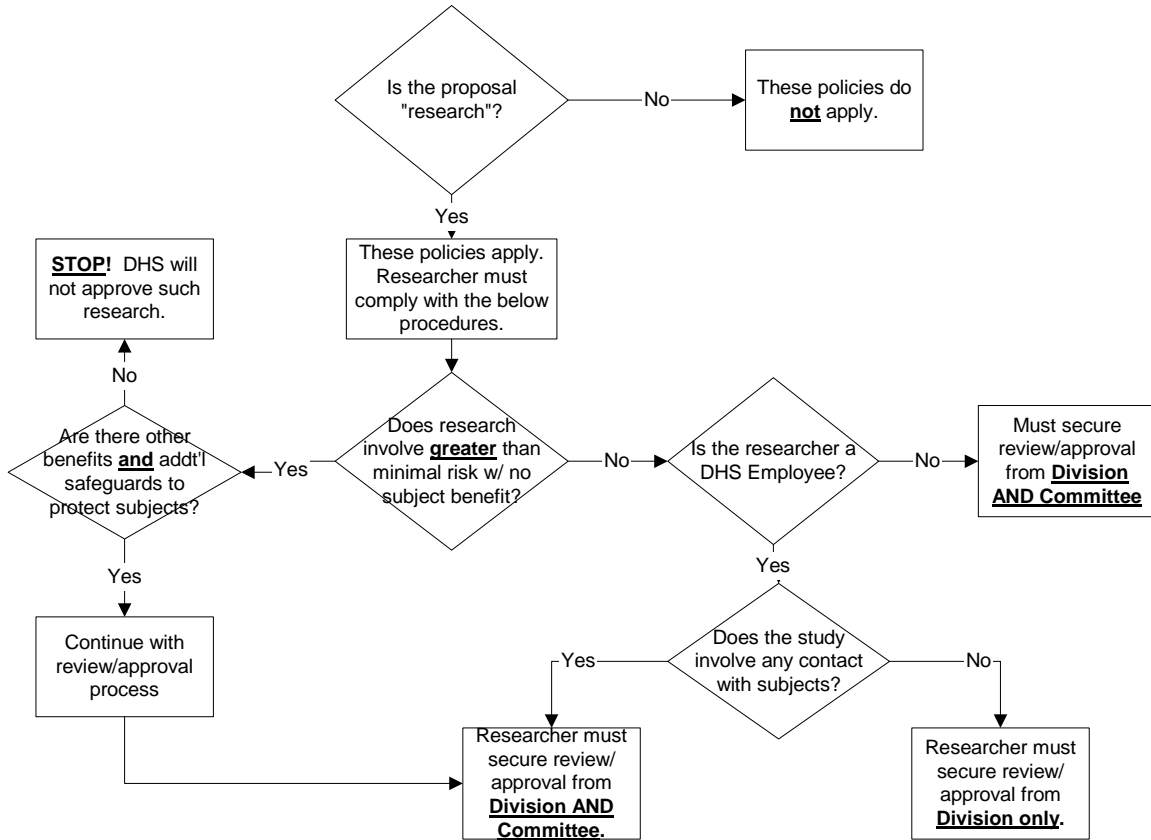 Is the proposal
"research"?
No
These policies do
not apply.
Yes
These policies apply.
Researcher must
comply with the below
procedures.
STOP!  DHS will
not approve such
research.
No
Are there other
benefits and addt'l
safeguards to
protect subjects?
Yes
Does research
involve greater than
minimal risk w/ no
subject benefit?
No
Is the researcher a
DHS Employee?
No
Must secure
review/approval
from Division
AND Committee
Yes
Yes
Continue with
review/approval
process
Does the study
involve any contact
with subjects?
Yes
No
Researcher must
secure review/
approval from
Division AND
Committee.
Researcher must
secure review/
approval from
Division only.